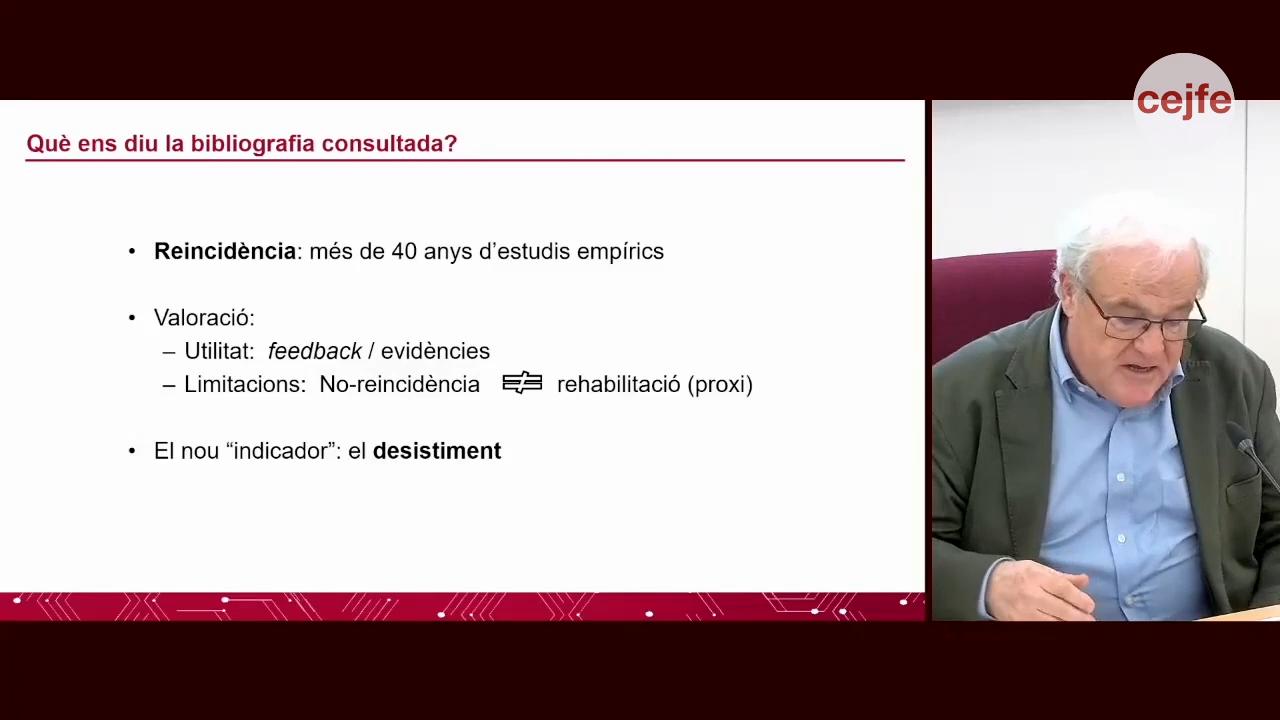 cejfe
Què ens diu la bibliografia consultada?
• Reincidència: més de 40 anys d’estudis empírics
• Valoració:
– Utilitat: feedback / evidències
– Limitacions: No-reincidència ≠ rehabilitació (proxi)
• El nou “indicador”: el desistiment